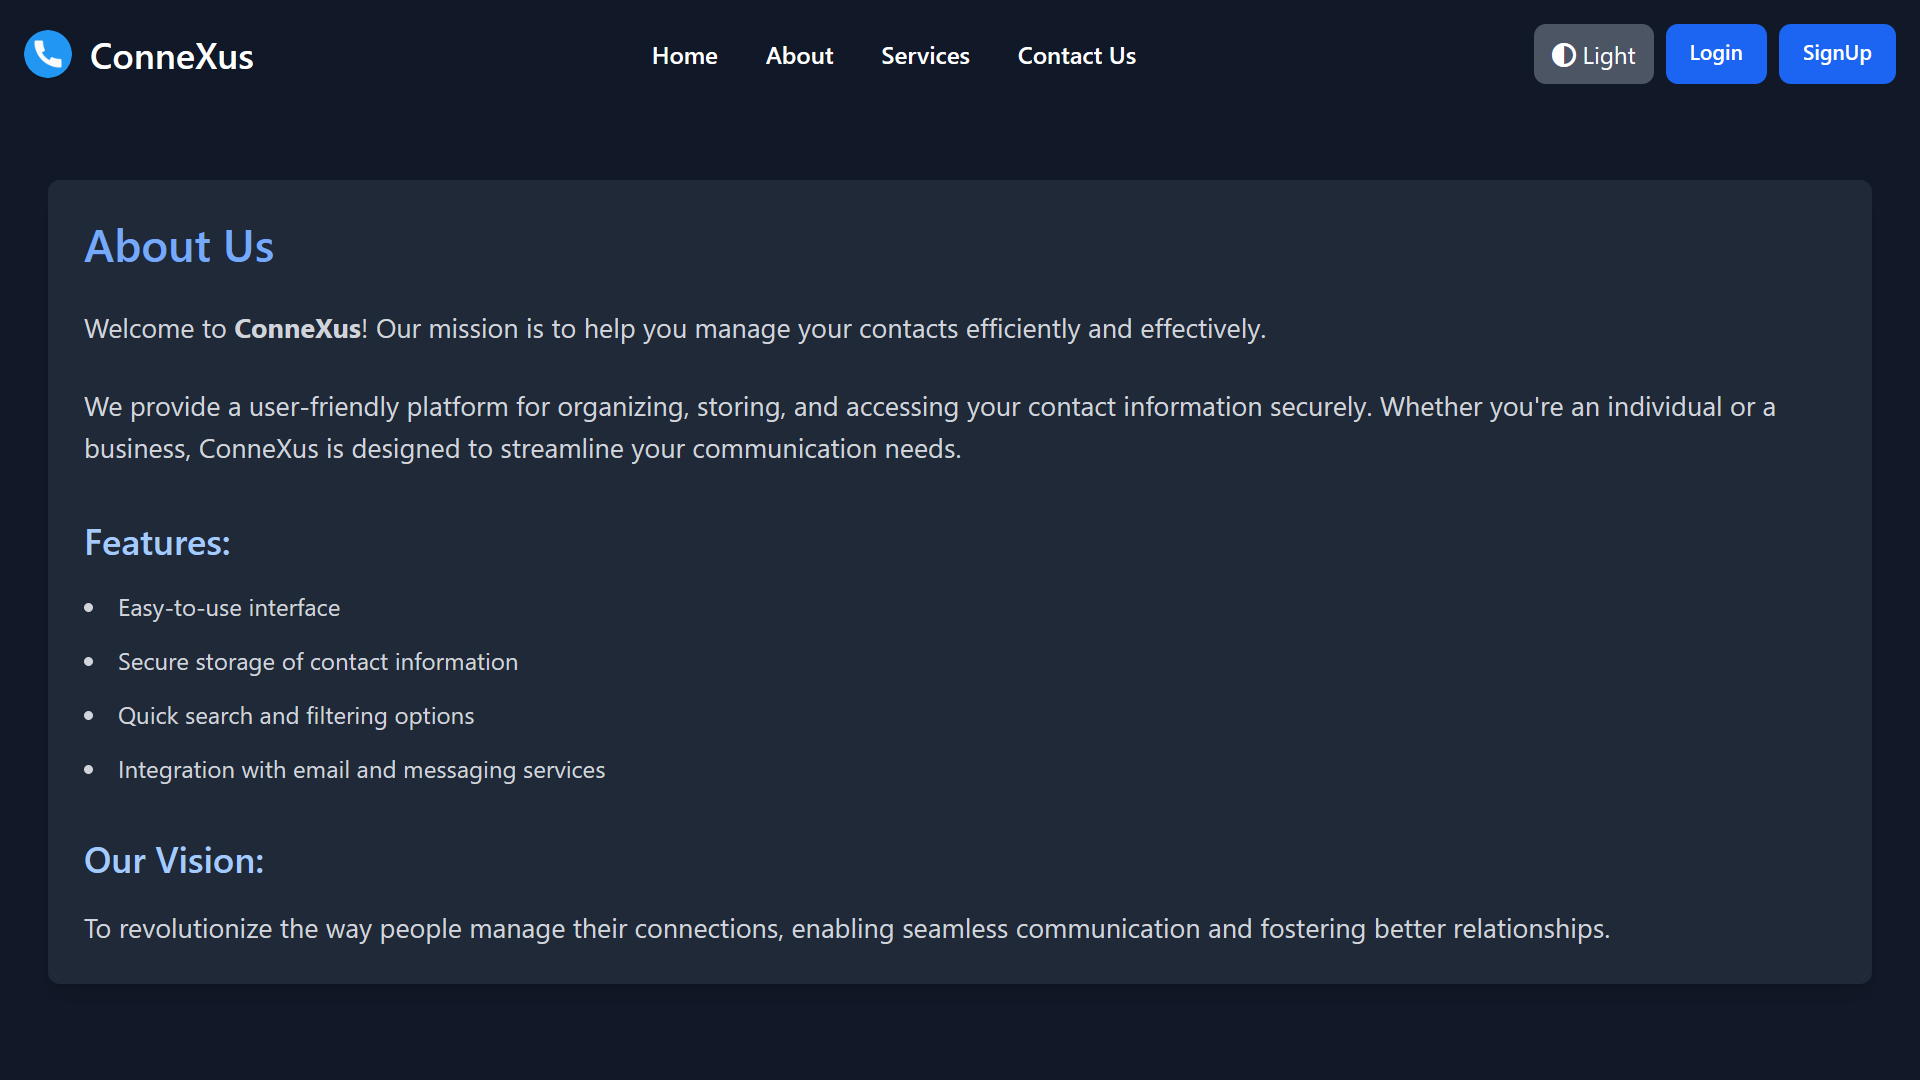 ConneXus
Home About Services Contact Us
Light Login SignUp
About Us
Welcome to ConneXus! Our mission is to help you manage your contacts efficiently and effectively.
We provide a user-friendly platform for organizing, storing, and accessing your contact information securely. Whether you're an individual or a
business, ConneXus is designed to streamline your communication needs.
Features:
Easy-to-use interface
Secure storage of contact information
Quick search and filtering options
Integration with email and messaging services
Our Vision:
To revolutionize the way people manage their connections, enabling seamless communication and fostering better relationships.